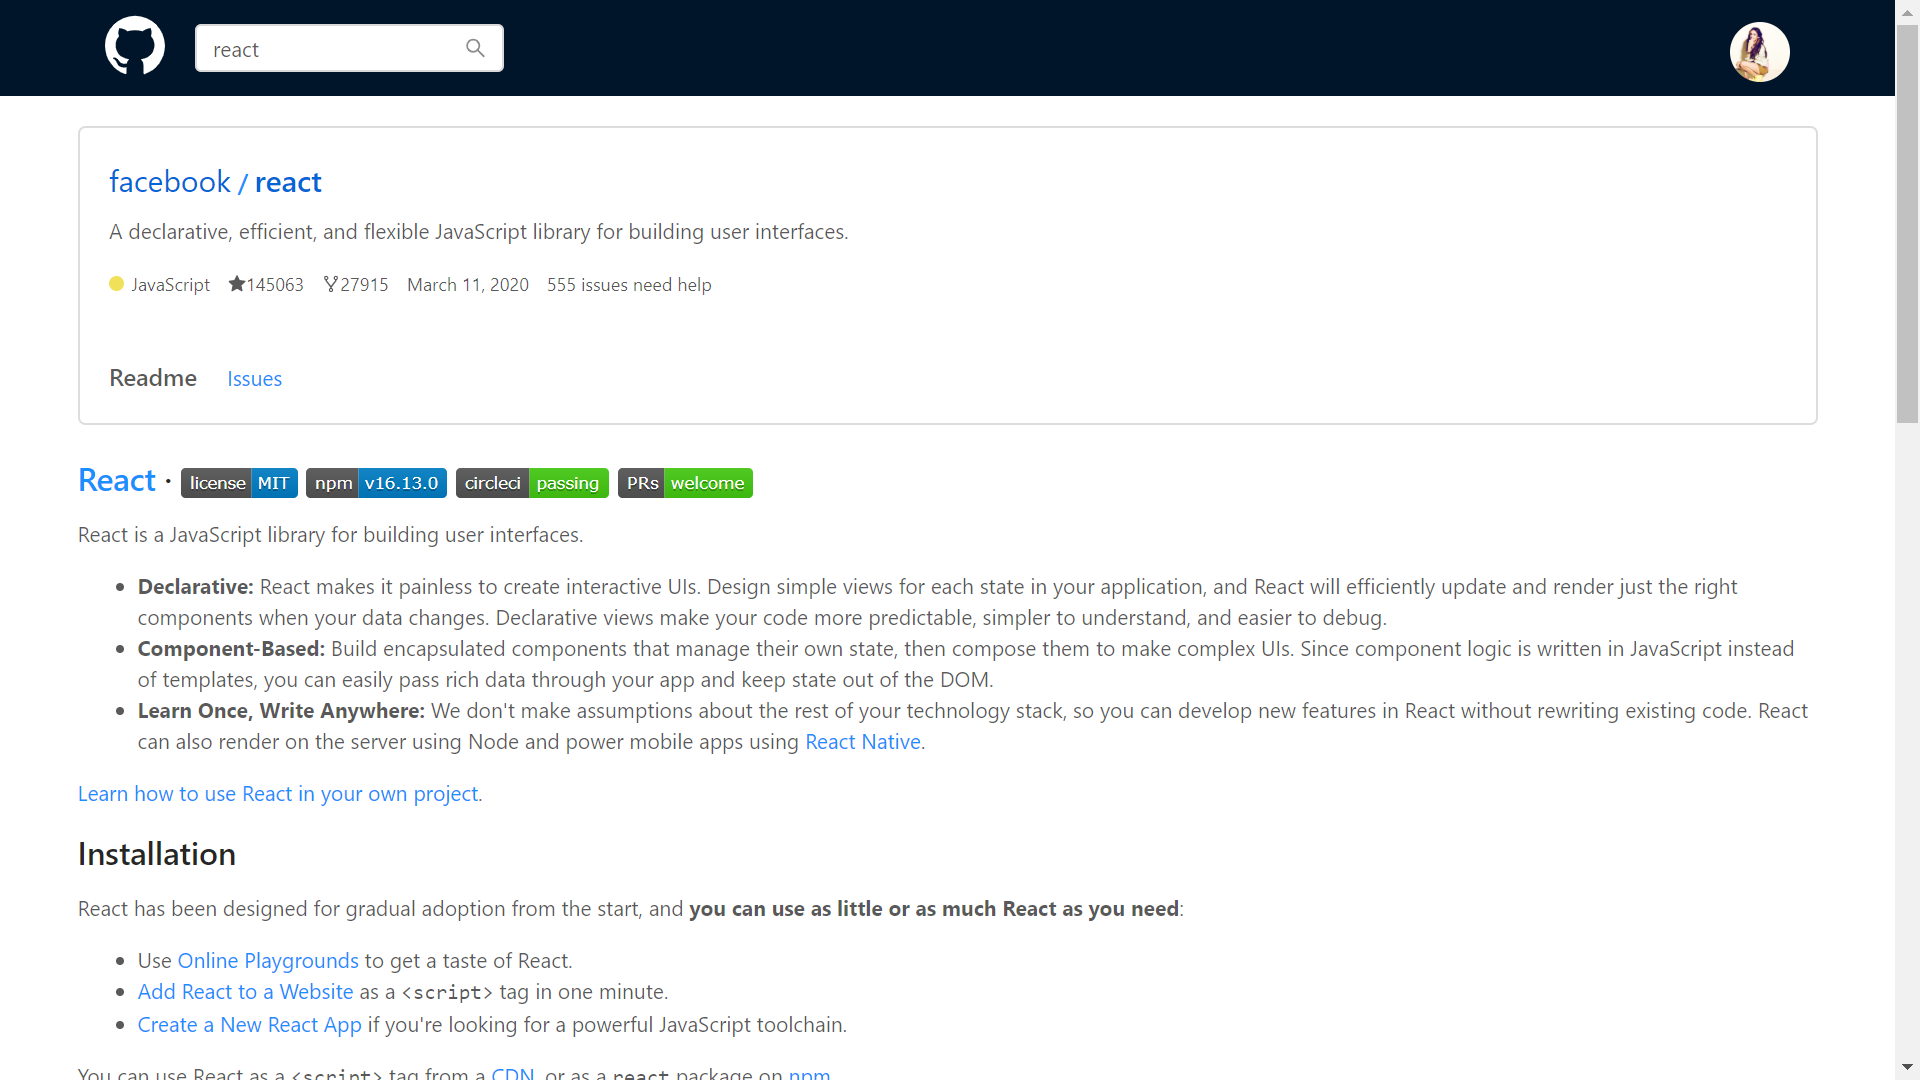 react
facebook / react
A declarative, efficient, and flexible JavaScript library for building user interfaces.
JavaScript 145063 27915 March 11, 2020 555 issues need help
Readme Issues
React · license MIT npm v16.13.0 circleci passing PRs welcome
React is a JavaScript library for building user interfaces.
• Declarative: React makes it painless to create interactive UIs. Design simple views for each state in your application, and React will efficiently update and render just the right
components when your data changes. Declarative views make your code more predictable, simpler to understand, and easier to debug.
• Component-Based: Build encapsulated components that manage their own state, then compose them to make complex UIs. Since component logic is written in JavaScript instead
of templates, you can easily pass rich data through your app and keep state out of the DOM.
• Learn Once, Write Anywhere: We don't make assumptions about the rest of your technology stack, so you can develop new features in React without rewriting existing code. React
can also render on the server using Node and power mobile apps using React Native.
Learn how to use React in your own project.
Installation
React has been designed for gradual adoption from the start, and you can use as little or as much React as you need:
• Use Online Playgrounds to get a taste of React.
• Add React to a Website as a <script> tag in one minute.
• Create a New React App if you're looking for a powerful JavaScript toolchain.
You can use React as a <script> tag from a CDN, or as a react package on npm.